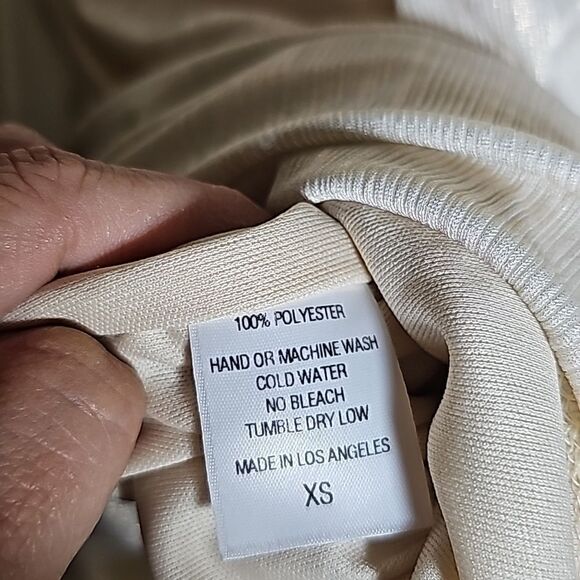 100% POLYESTER
HAND OR MACHINE WASH
COLD WATER
NO BLEACH
TUMBLE DRY LOW
MADE IN LOS ANGELES
XS